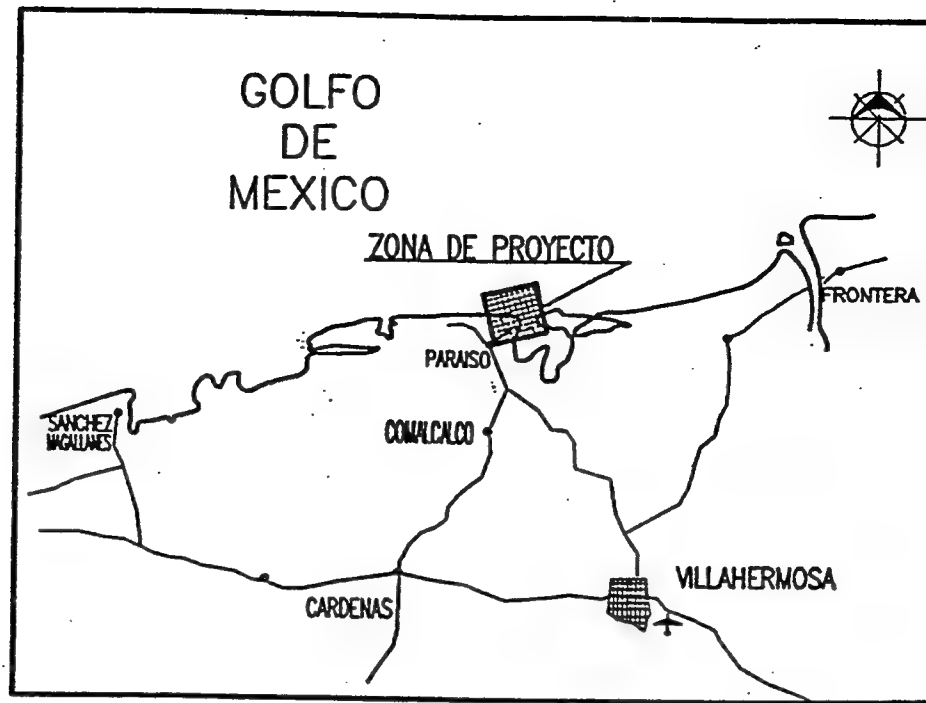 GOLFO
DE
MEXICO
ZONA DE PROYECTO
FRONTERA
PARAISO
SANCHEZ
MAGALLANES
COMALCALCO
VILLAHERMOSA
CARDENAS